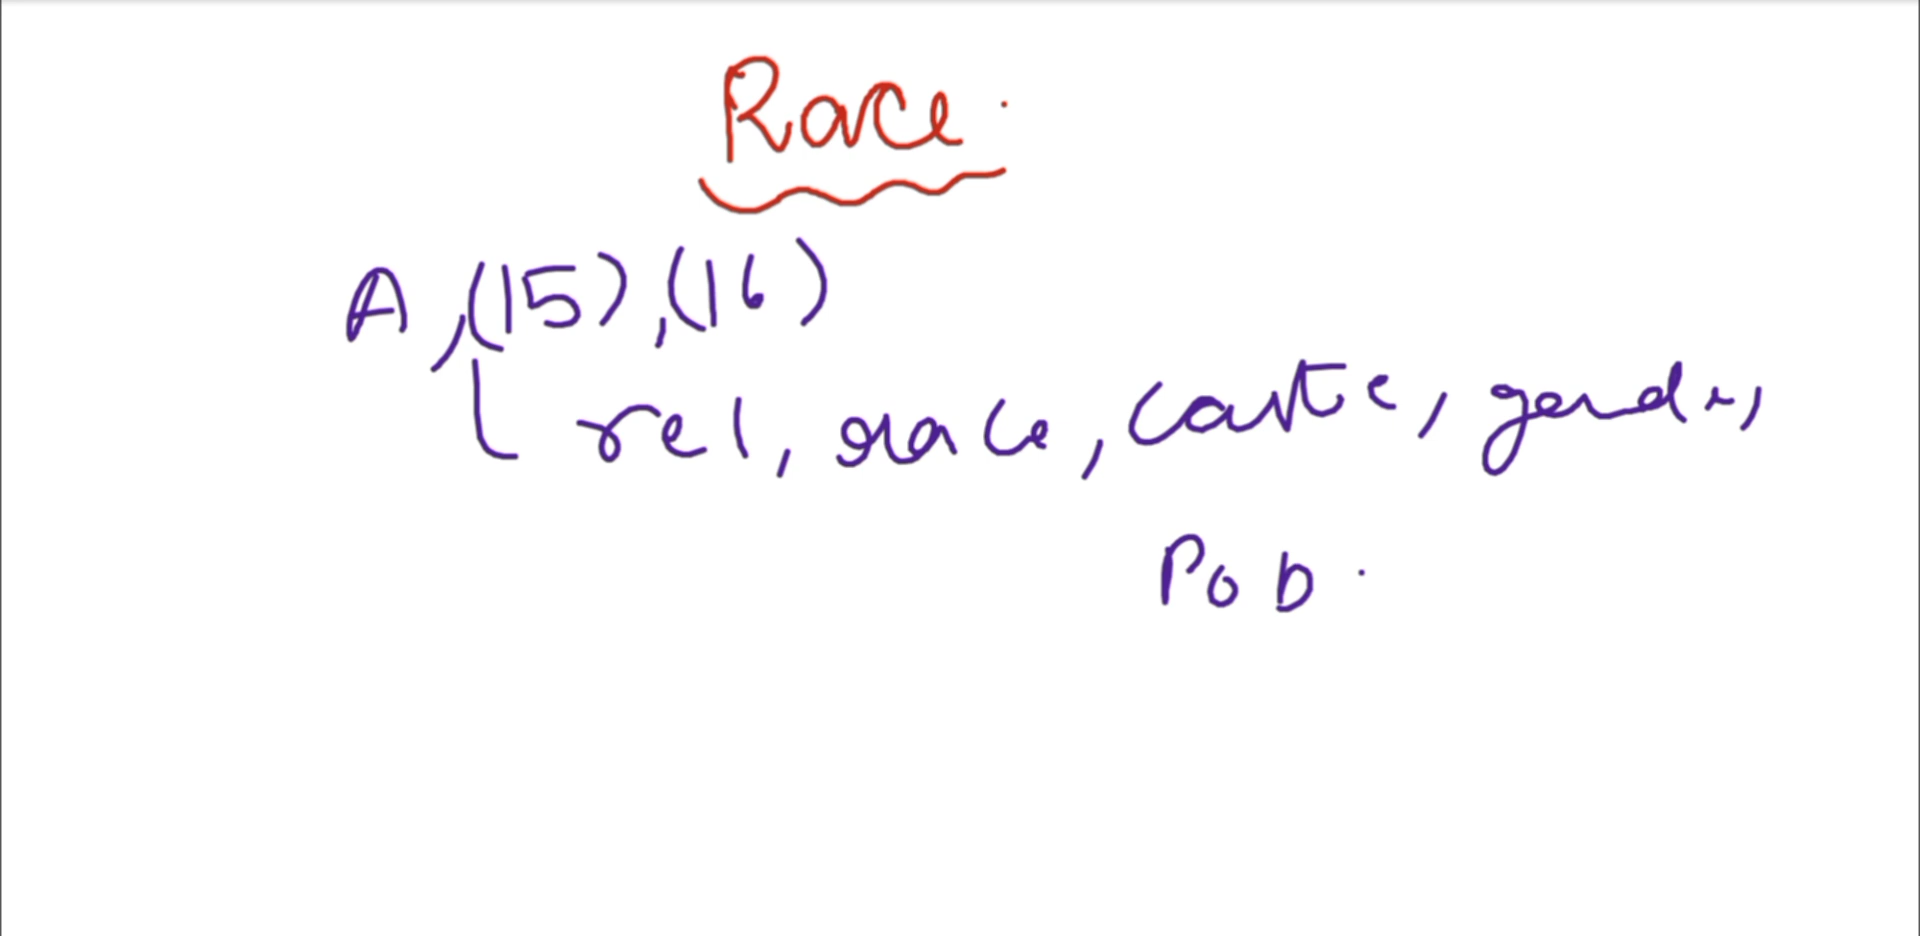 Race.
A,(15),(16)
rel, race, caste, gender,
Pob.